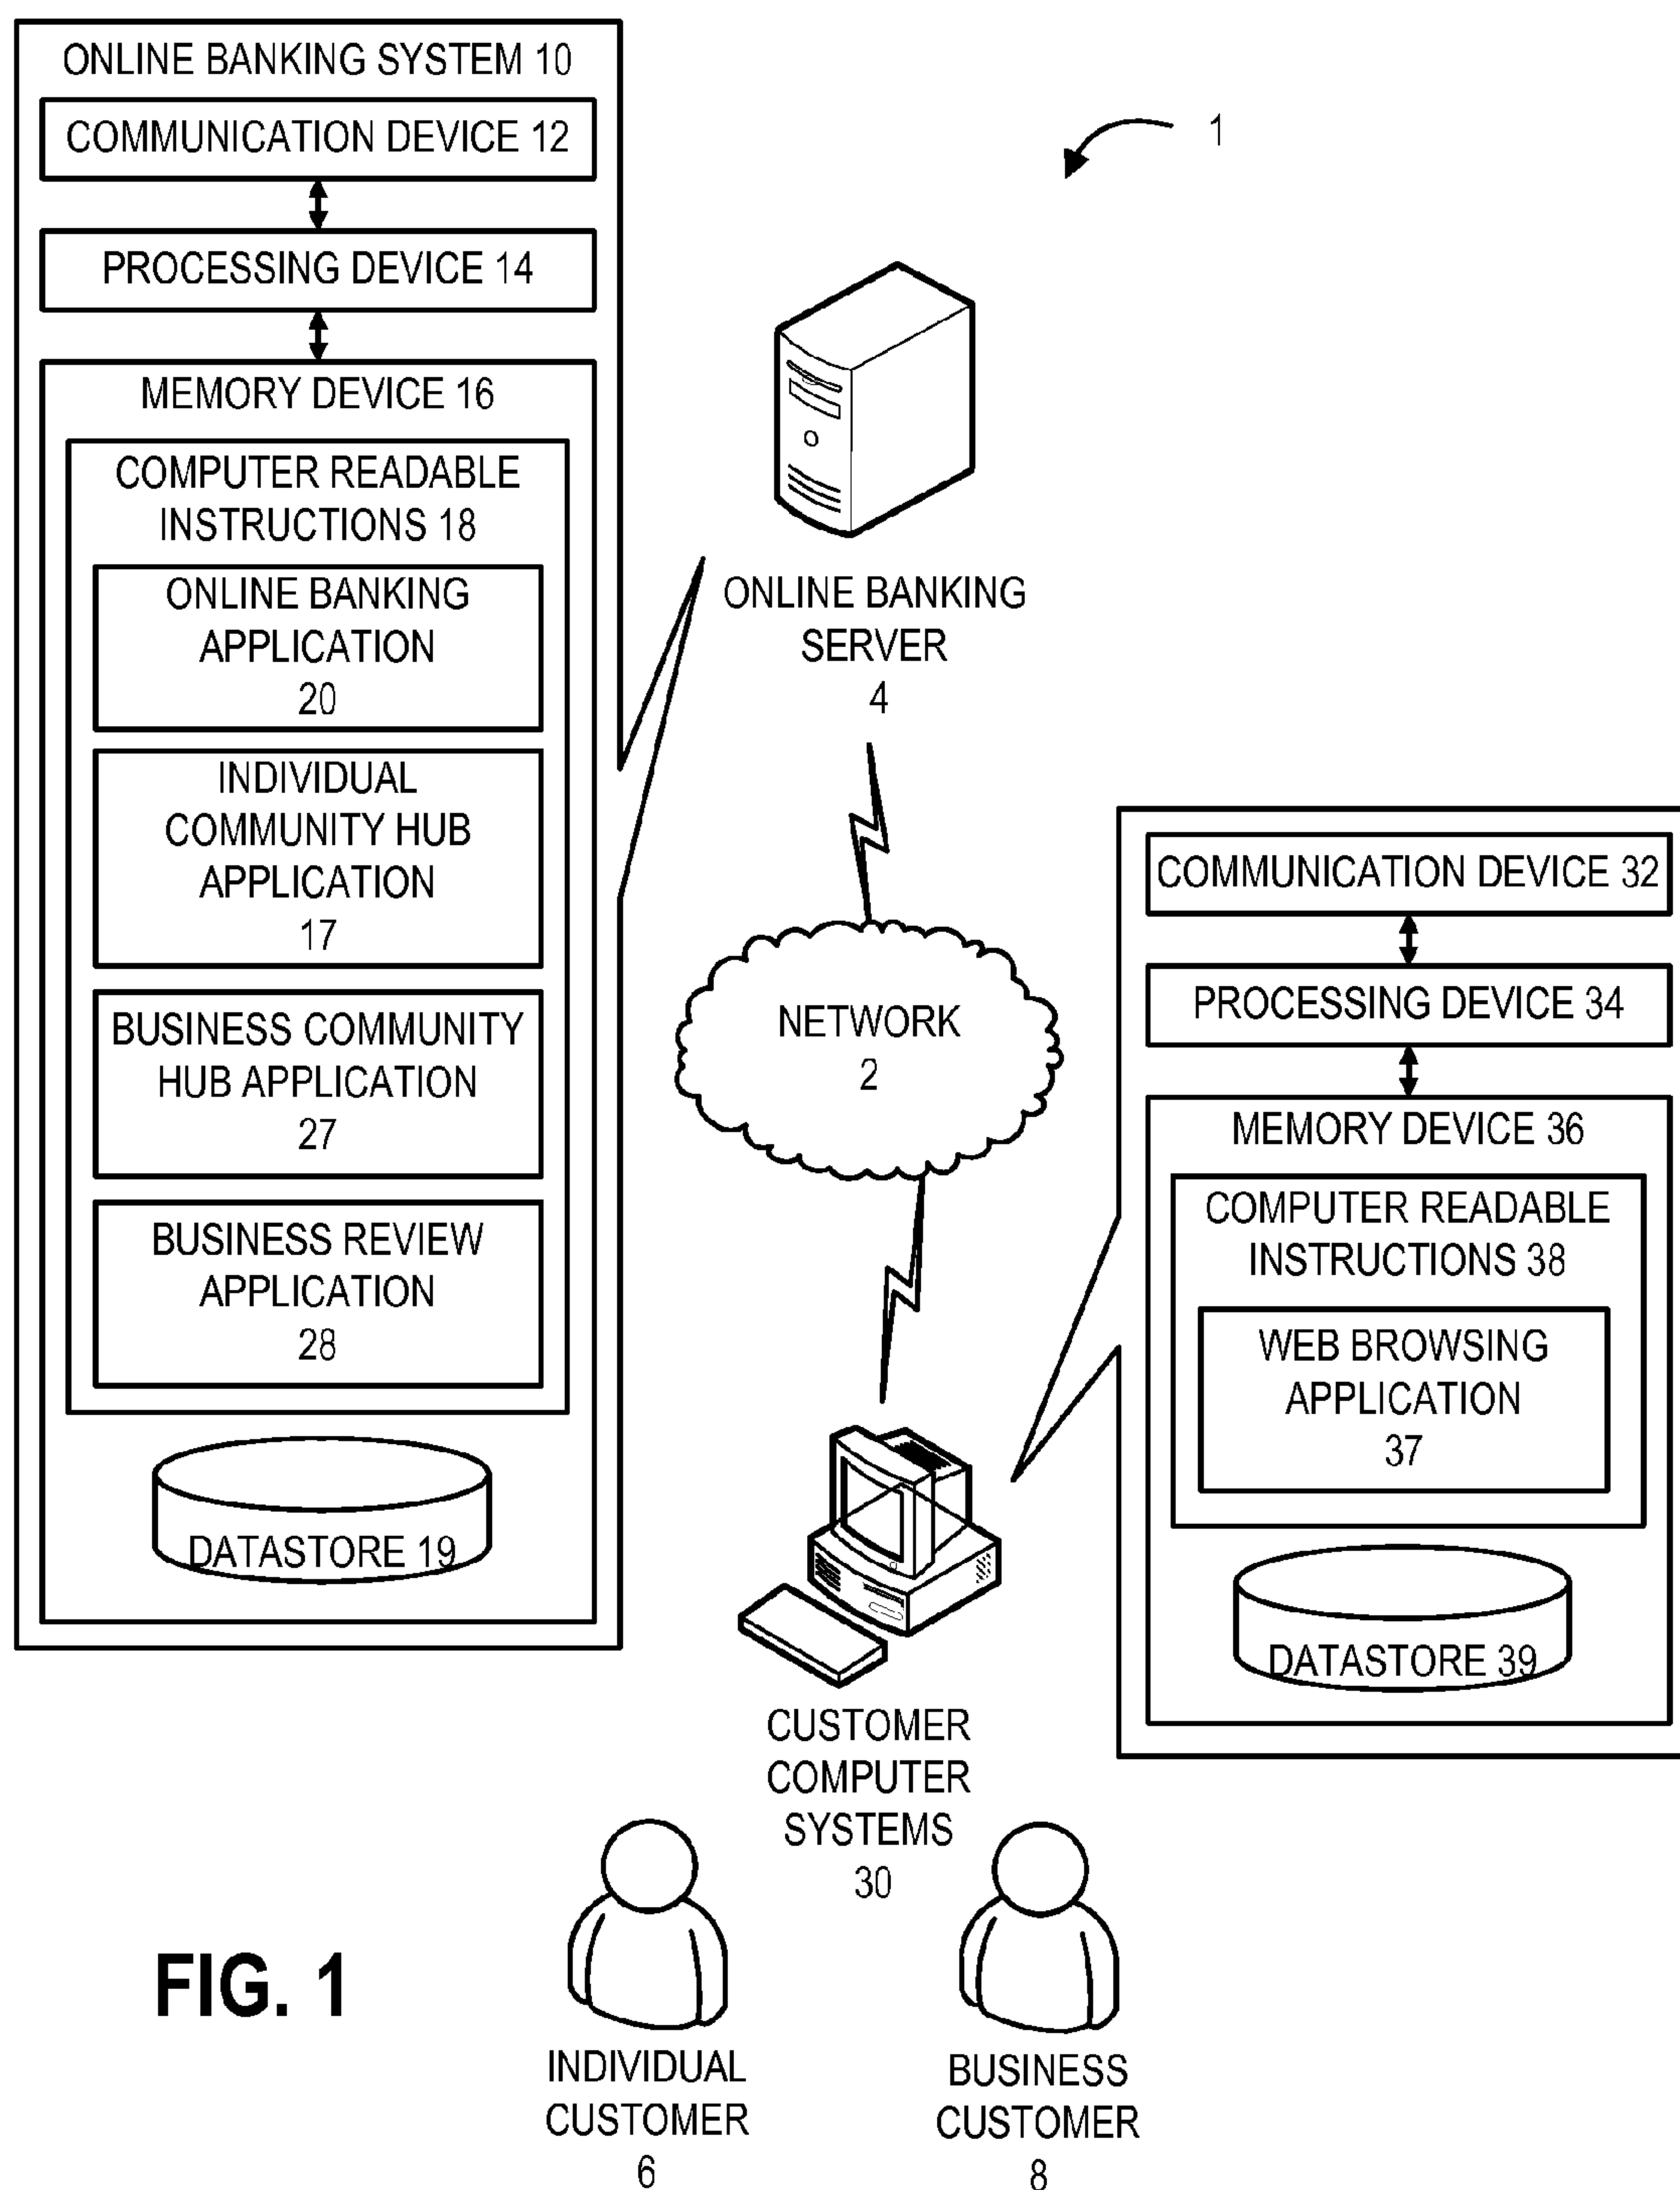 ONLINE BANKING SYSTEM 10
COMMUNICATION DEVICE 12
PROCESSING DEVICE 14
MEMORY DEVICE 16
COMPUTER READABLE
INSTRUCTIONS 18
ONLINE BANKING
APPLICATION
20
INDIVIDUAL
COMMUNITY HUB
APPLICATION
17
BUSINESS COMMUNITY
HUB APPLICATION
27
BUSINESS REVIEW
APPLICATION
28
DATASTORE 19
1
ONLINE BANKING
SERVER
4
NETWORK
2
COMMUNICATION DEVICE 32
PROCESSING DEVICE 34
MEMORY DEVICE 36
COMPUTER READABLE
INSTRUCTIONS 38
WEB BROWSING
APPLICATION
37
DATASTORE 39
CUSTOMER
COMPUTER
SYSTEMS
30
FIG. 1
INDIVIDUAL
CUSTOMER
6
BUSINESS
CUSTOMER
8